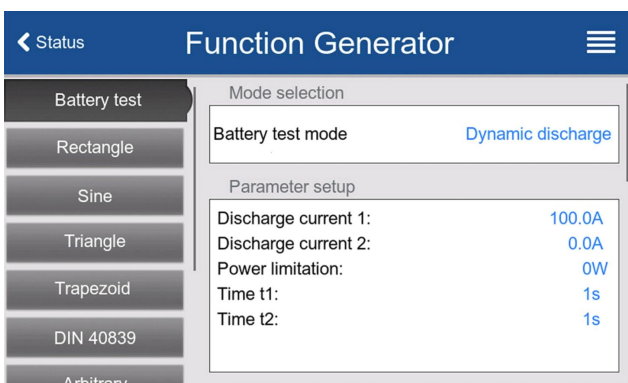 Status
Function Generator
Battery test
Rectangle
Sine
Triangle
Trapezoid
DIN 40839
Arbitrary
Mode selection
Battery test mode Dynamic discharge
Parameter setup
Discharge current 1: 100.0A
Discharge current 2: 0.0A
Power limitation: 0W
Time t1: 1s
Time t2: 1s